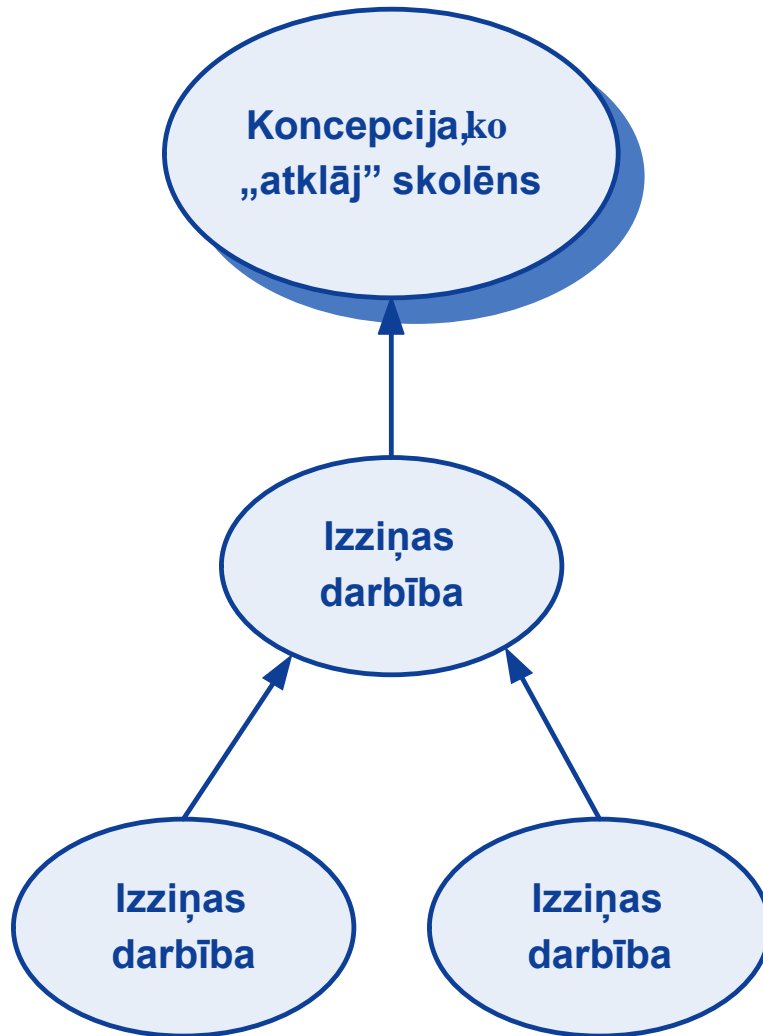 Koncepcija,ko
„atklāj” skolēns
Izziņas
darbība
Izziņas
darbība
Izziņas
darbība